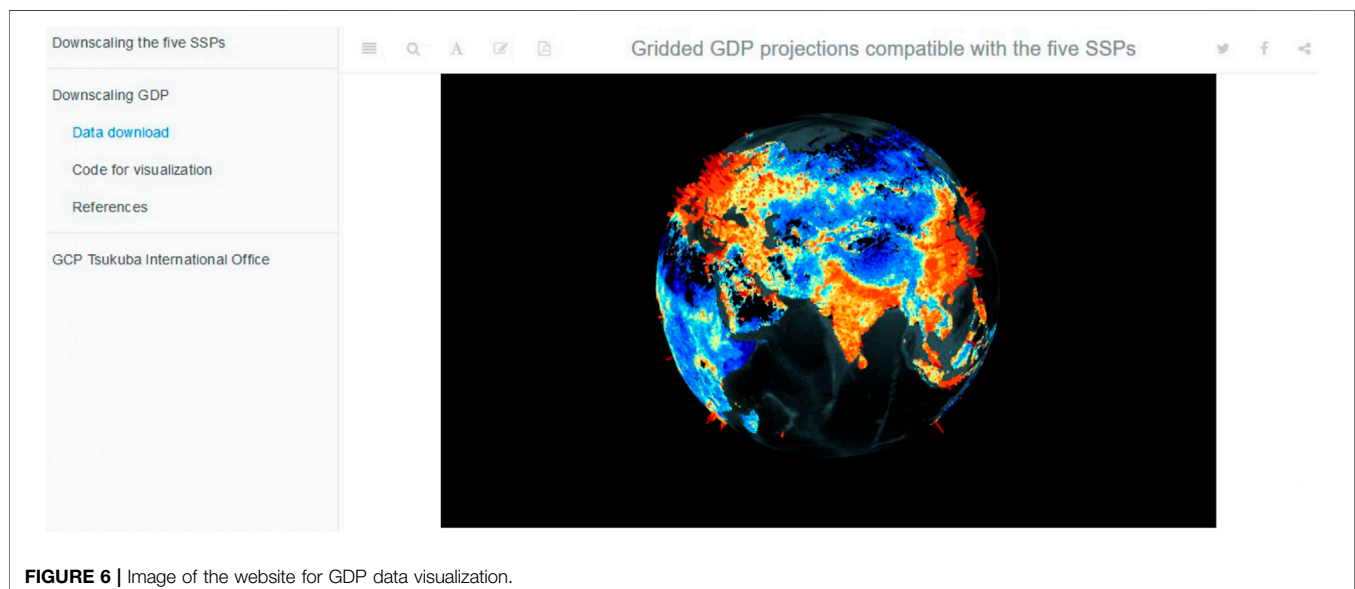 Downscaling the five SSPs
Gridded GDP projections compatible with the five SSPs
Downscaling GDP
Data download
Code for visualization
References
GCP Tsukuba International Office
FIGURE 6 | Image of the website for GDP data visualization.